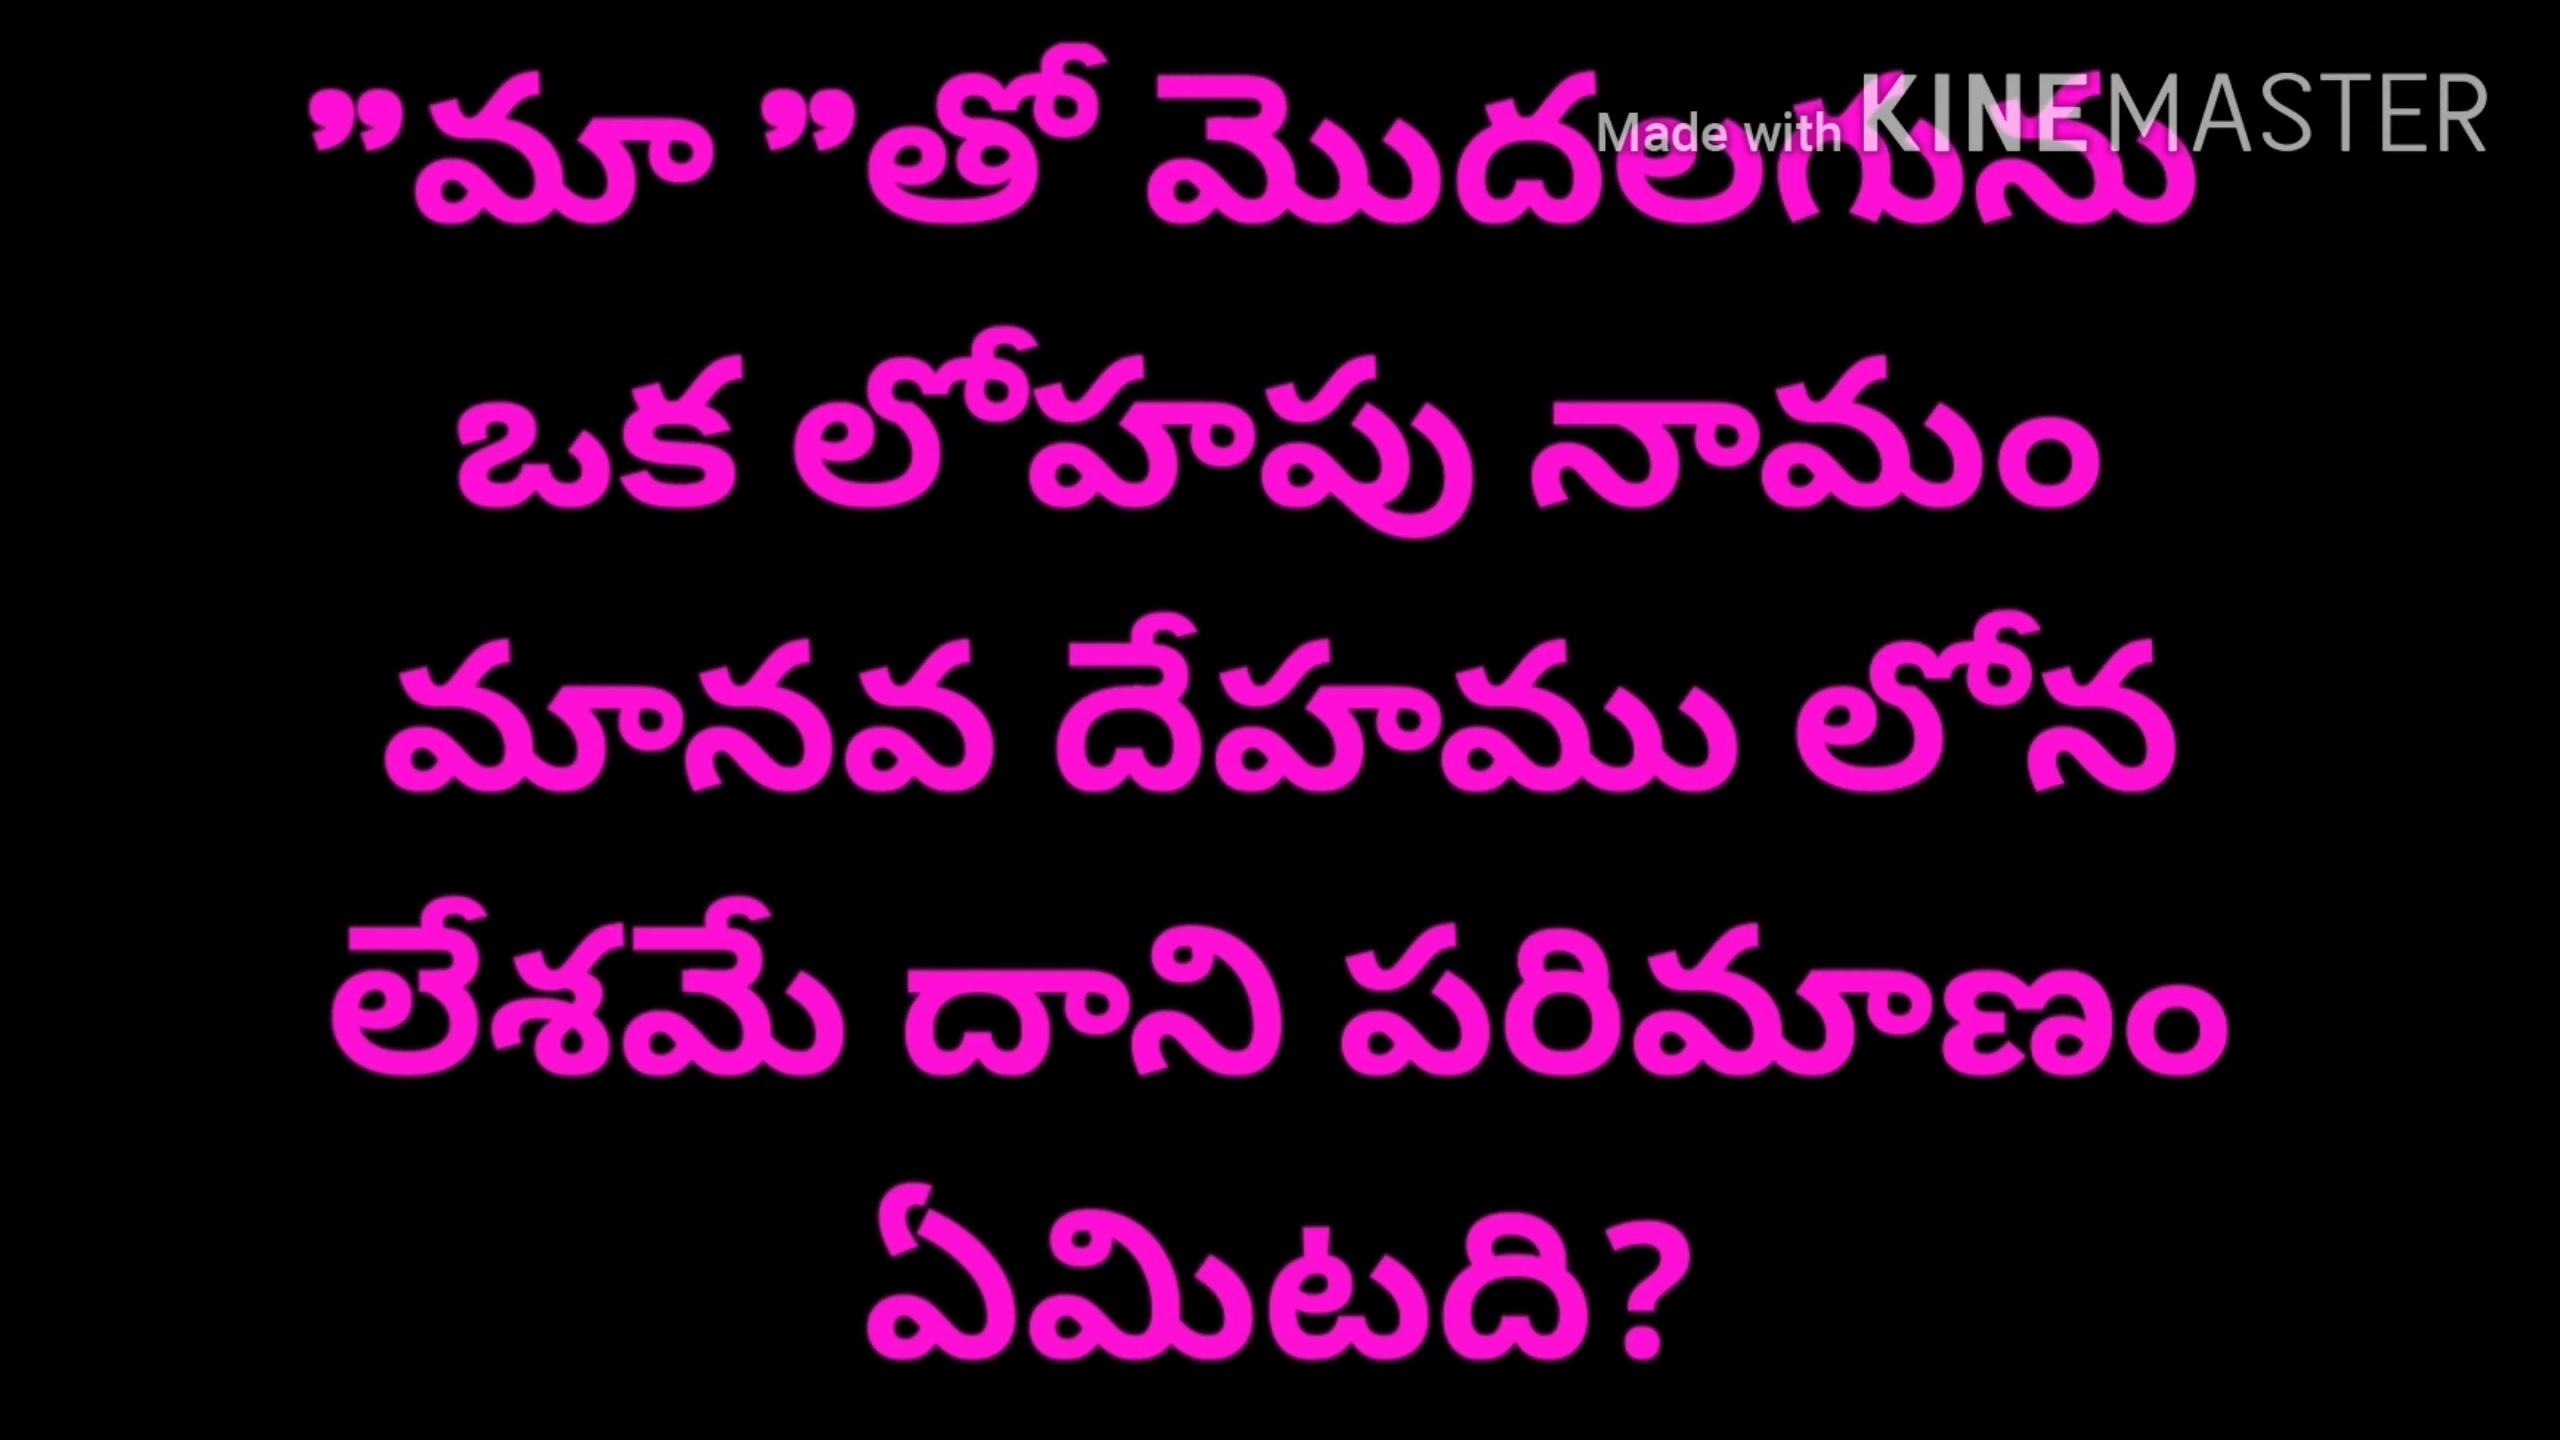 ”మా ”తో మొదలగును
Made with KINEMASTER
ఒక లోహపు నామం
మానవ దేహము లోన
లేశమే దాని పరిమాణం
ఏమిటది?